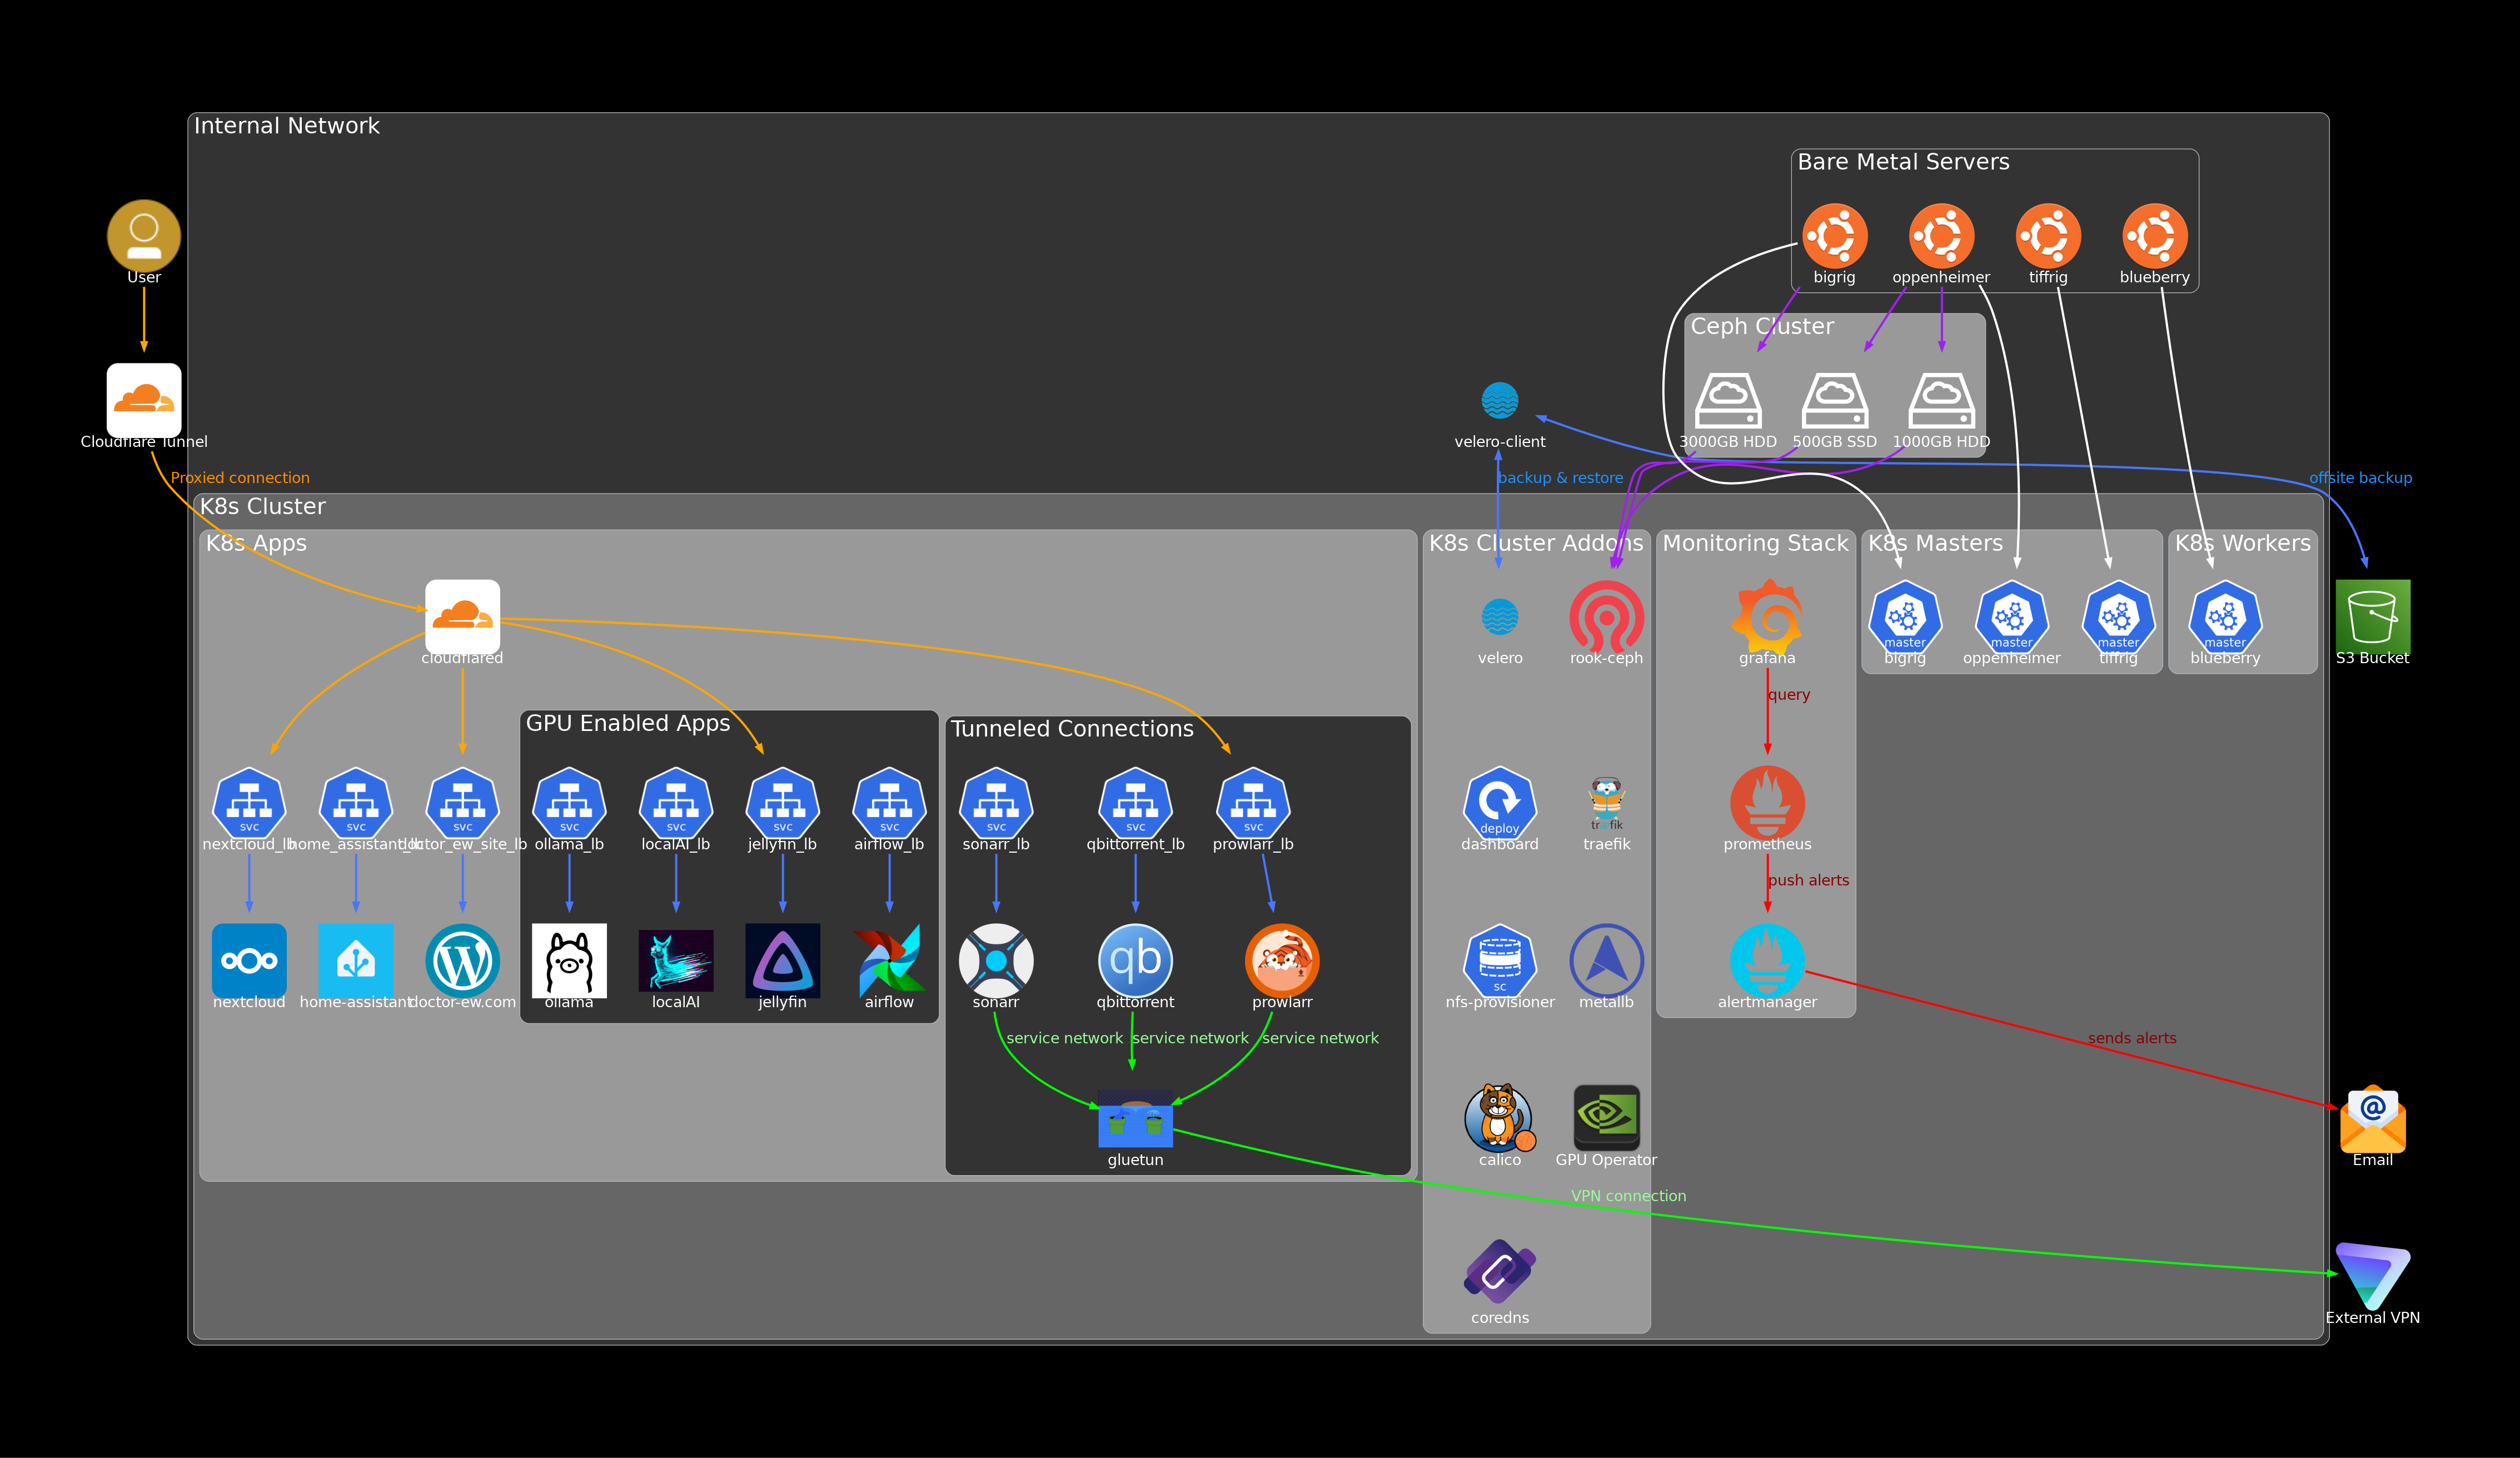 Internal Network
Bare Metal Servers
User
bigrig
oppenheimer
tiffrig
blueberry
Ceph Cluster
Cloudflare Tunnel
velero-client
3000GB HDD
500GB SSD
1000GB HDD
Proxied connection
backup & restore
offsite backup
K8s Cluster
K8s Apps
K8s Cluster Addons
Monitoring Stack
K8s Masters
K8s Workers
master
master
master
master
cloudflared
velero
rook-ceph
grafana
bigrig
oppenheimer
tiffrig
blueberry
S3 Bucket
query
GPU Enabled Apps
Tunneled Connections
svc
svc
svc
svc
svc
svc
svc
svc
svc
svc
deploy
træfik
nextcloud_lb
home_assistant_lb
doctor_ew_site_lb
ollama_lb
localAI_lb
jellyfin_lb
airflow_lb
sonarr_lb
qbittorrent_lb
prowlarr_lb
dashboard
traefik
prometheus
push alerts
qb
sc
nextcloud
home-assistant
doctor-ew.com
ollama
localAI
jellyfin
airflow
sonarr
qbittorrent
prowlarr
nfs-provisioner
metallb
alertmanager
service network
service network
service network
sends alerts
gluetun
calico
GPU Operator
Email
VPN connection
coredns
External VPN